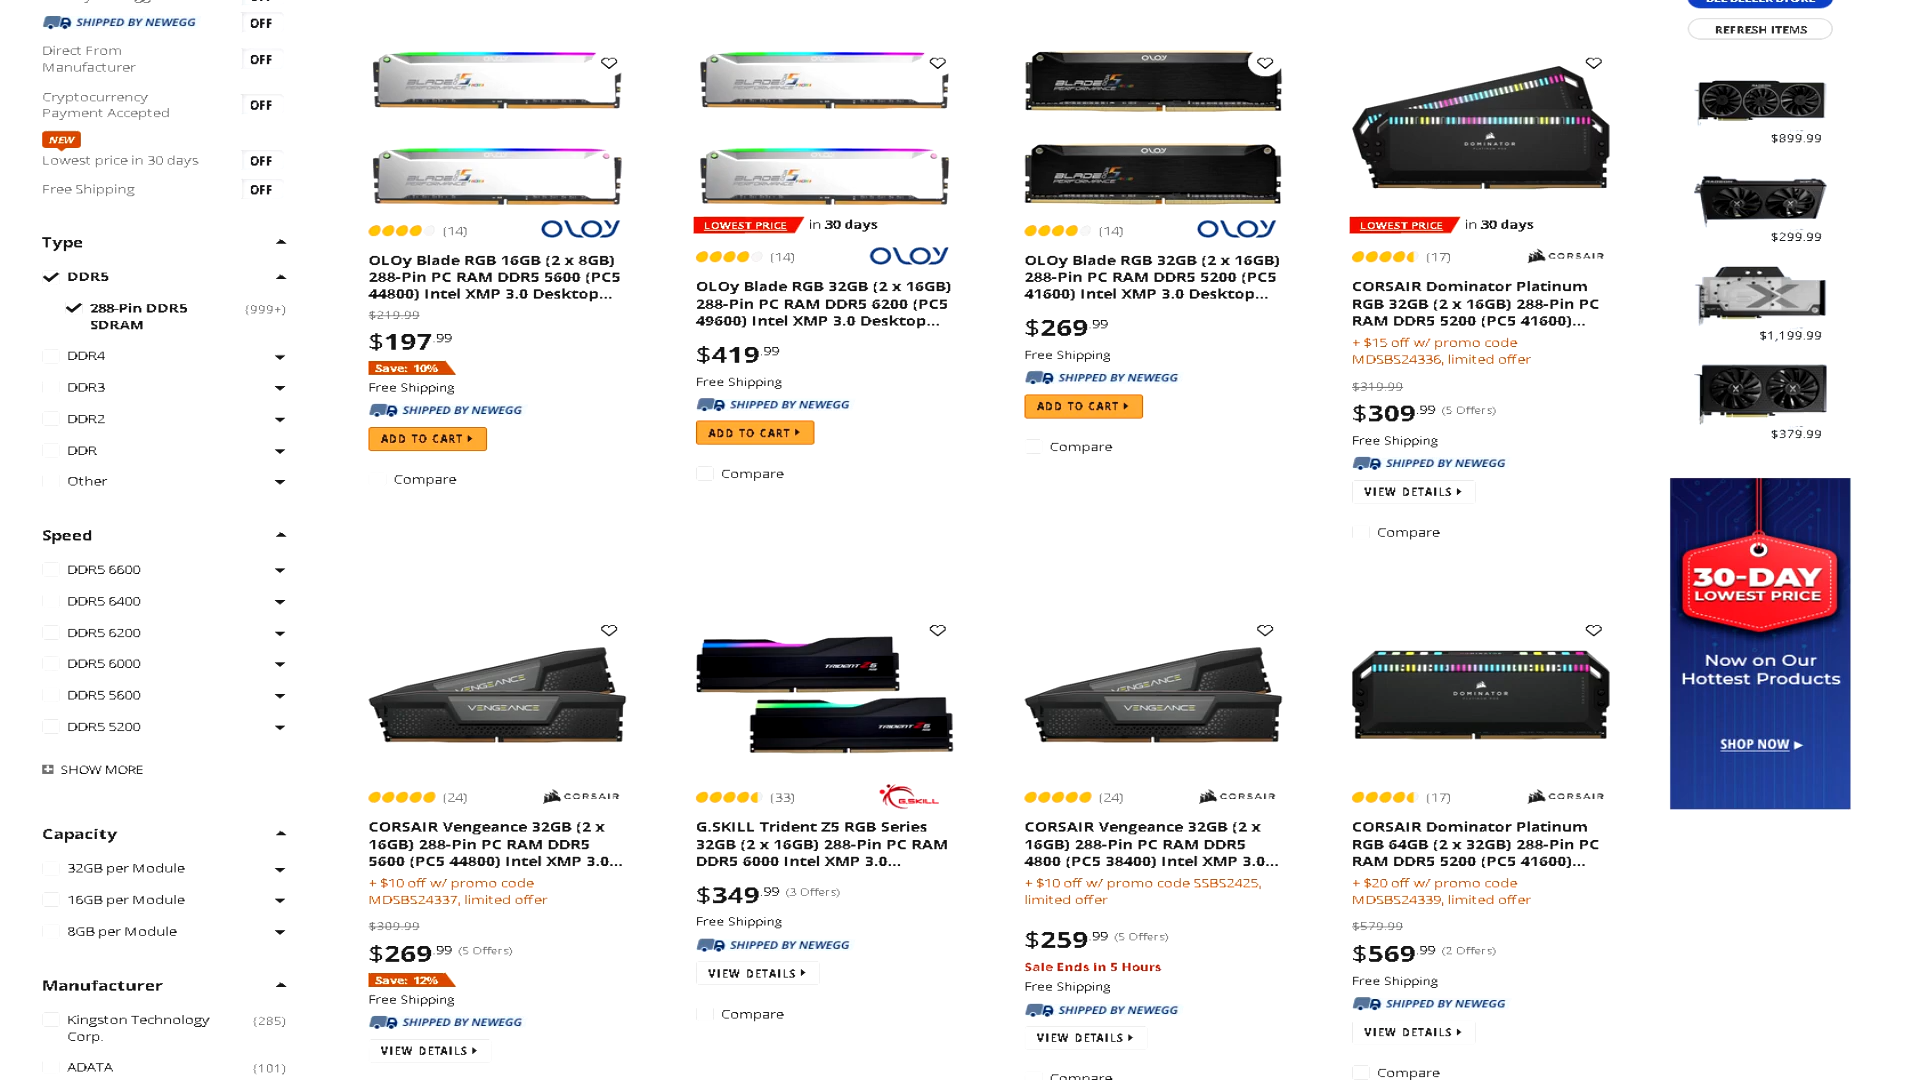 SHIPPED BY NEWEGG OFF
Direct From
Manufacturer OFF
Cryptocurrency
Payment Accepted OFF
NEW
Lowest price in 30 days OFF
Free Shipping OFF
Type
DDR5
288-Pin DDR5
SDRAM (999+)
DDR4
DDR3
DDR2
DDR
Other
Speed
DDR5 6600
DDR5 6400
DDR5 6200
DDR5 6000
DDR5 5600
DDR5 5200
SHOW MORE
Capacity
32GB per Module
16GB per Module
8GB per Module
Manufacturer
Kingston Technology
Corp. (285)
ADATA (101)
(14) OLOY
OLOy Blade RGB 16GB (2 x 8GB)
288-Pin PC RAM DDR5 5600 (PC5
44800) Intel XMP 3.0 Desktop...
$219.99
$197.99
Save: 10%
Free Shipping
SHIPPED BY NEWEGG
ADD TO CART
Compare
LOWEST PRICE in 30 days
(14) OLOY
OLOy Blade RGB 32GB (2 x 16GB)
288-Pin PC RAM DDR5 6200 (PC5
49600) Intel XMP 3.0 Desktop...
$419.99
Free Shipping
SHIPPED BY NEWEGG
ADD TO CART
Compare
OLOY
BLADE
PERFORMANCE
OLOY
BLADE
PERFORMANCE
(14) OLOY
OLOy Blade RGB 32GB (2 x 16GB)
288-Pin PC RAM DDR5 5200 (PC5
41600) Intel XMP 3.0 Desktop...
$269.99
Free Shipping
SHIPPED BY NEWEGG
ADD TO CART
Compare
DOMINATOR
LOWEST PRICE in 30 days
(17) CORSAIR
CORSAIR Dominator Platinum
RGB 32GB (2 x 16GB) 288-Pin PC
RAM DDR5 5200 (PC5 41600)...
+ $15 off w/ promo code
MDSBS24336, limited offer
$319.99
$309.99 (5 Offers)
Free Shipping
SHIPPED BY NEWEGG
VIEW DETAILS
Compare
VENGEANCE
VENGEANCE
(24) CORSAIR
CORSAIR Vengeance 32GB (2 x
16GB) 288-Pin PC RAM DDR5
5600 (PC5 44800) Intel XMP 3.0...
+ $10 off w/ promo code
MDSBS24337, limited offer
$309.99
$269.99 (5 Offers)
Save: 12%
Free Shipping
SHIPPED BY NEWEGG
VIEW DETAILS
TRIDENT Z5
TRIDENT Z5
(33) G.SKILL
G.SKILL Trident Z5 RGB Series
32GB (2 x 16GB) 288-Pin PC RAM
DDR5 6000 Intel XMP 3.0...
$349.99 (3 Offers)
Free Shipping
SHIPPED BY NEWEGG
VIEW DETAILS
Compare
VENGEANCE
VENGEANCE
(24) CORSAIR
CORSAIR Vengeance 32GB (2 x
16GB) 288-Pin PC RAM DDR5
4800 (PC5 38400) Intel XMP 3.0...
+ $10 off w/ promo code SSBS2425,
limited offer
$259.99 (5 Offers)
Sale Ends in 5 Hours
Free Shipping
SHIPPED BY NEWEGG
VIEW DETAILS
Compare
DOMINATOR
(17) CORSAIR
CORSAIR Dominator Platinum
RGB 64GB (2 x 32GB) 288-Pin PC
RAM DDR5 5200 (PC5 41600)...
+ $20 off w/ promo code
MDSBS24339, limited offer
$579.99
$569.99 (2 Offers)
Free Shipping
SHIPPED BY NEWEGG
VIEW DETAILS
Compare
REFRESH ITEMS
$899.99
$299.99
$1,199.99
$379.99
30-DAY
LOWEST PRICE
Now on Our
Hottest Products
SHOP NOW